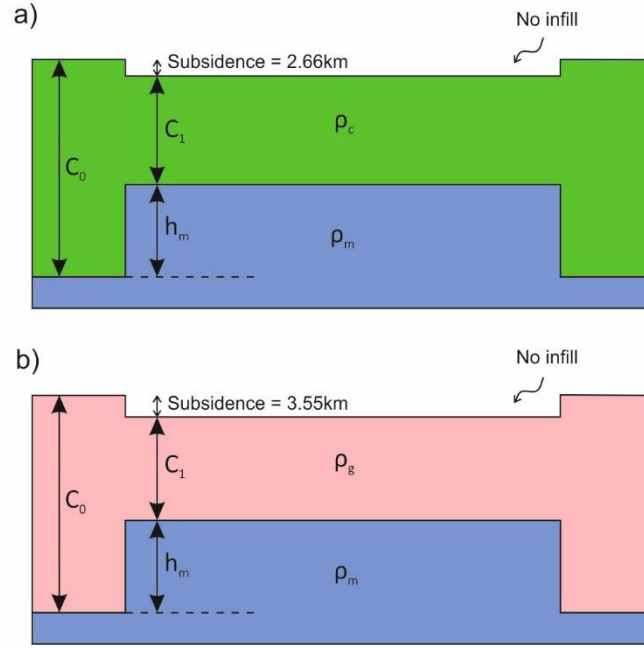 a)
No infill
Subsidence = 2.66km
C₁
ρc
C₀
hₘ
ρₘ
b)
No infill
Subsidence = 3.55km
C₁
ρg
C₀
hₘ
ρₘ